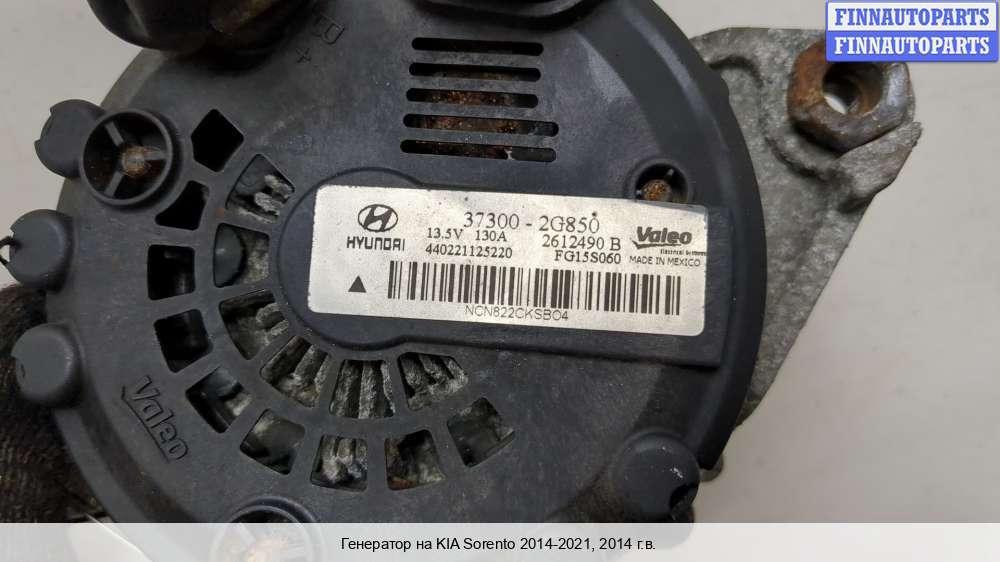 FINNAUTOPARTS
FINNAUTOPARTS
HYUNDAI
37300 - 2G850
13.5V 130A 2612490 B
440221125220 FG15S060
Valeo
MADE IN MEXICO
NCN822CKSB04
Valeo
Генератор на KIA Sorento 2014-2021, 2014 г.в.